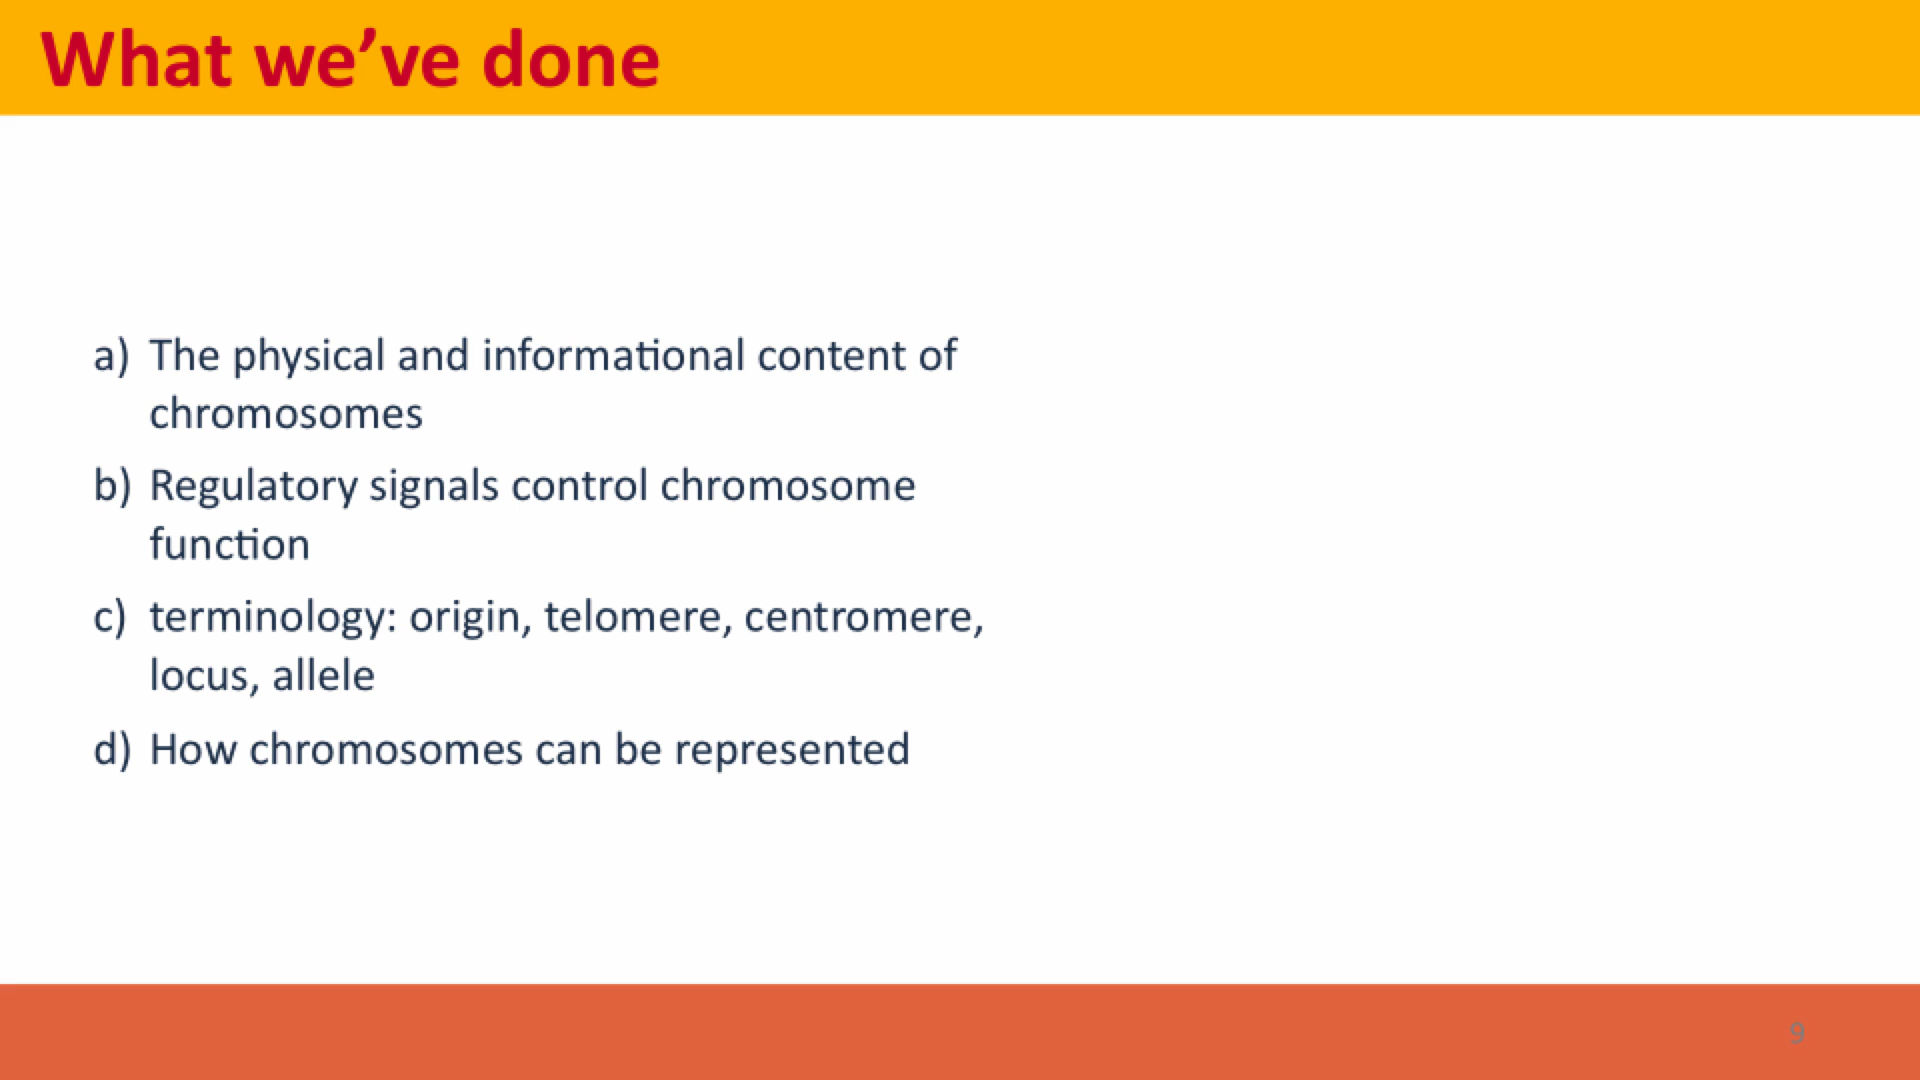 What we've done
a) The physical and informational content of
chromosomes
b) Regulatory signals control chromosome
function
c) terminology: origin, telomere, centromere,
locus, allele
d) How chromosomes can be represented
9